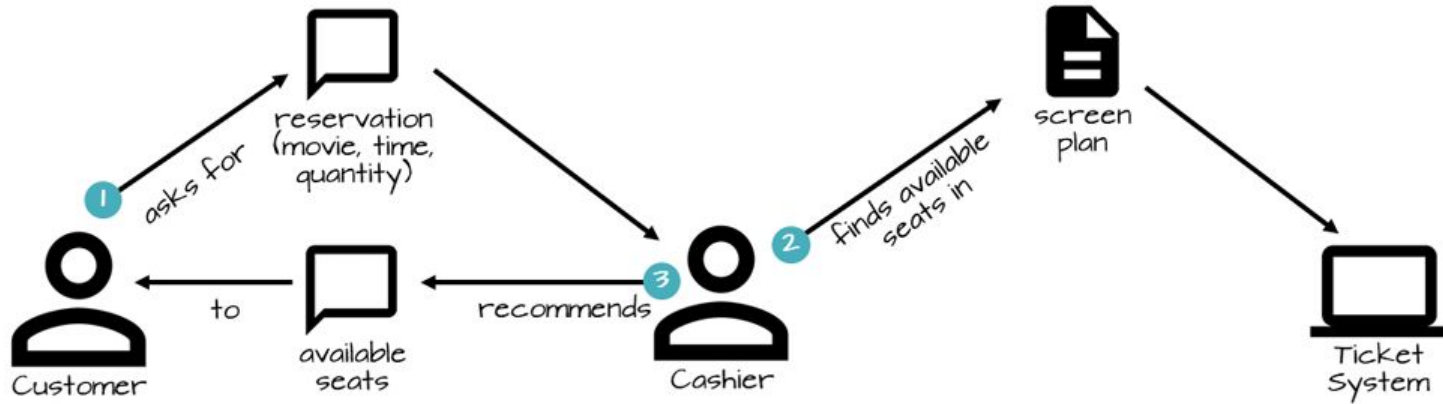 1
asks for
reservation
(movie, time,
quantity)
2
finds available
seats in
screen
plan
3
recommends
available
seats
to
Customer
Cashier
Ticket
System